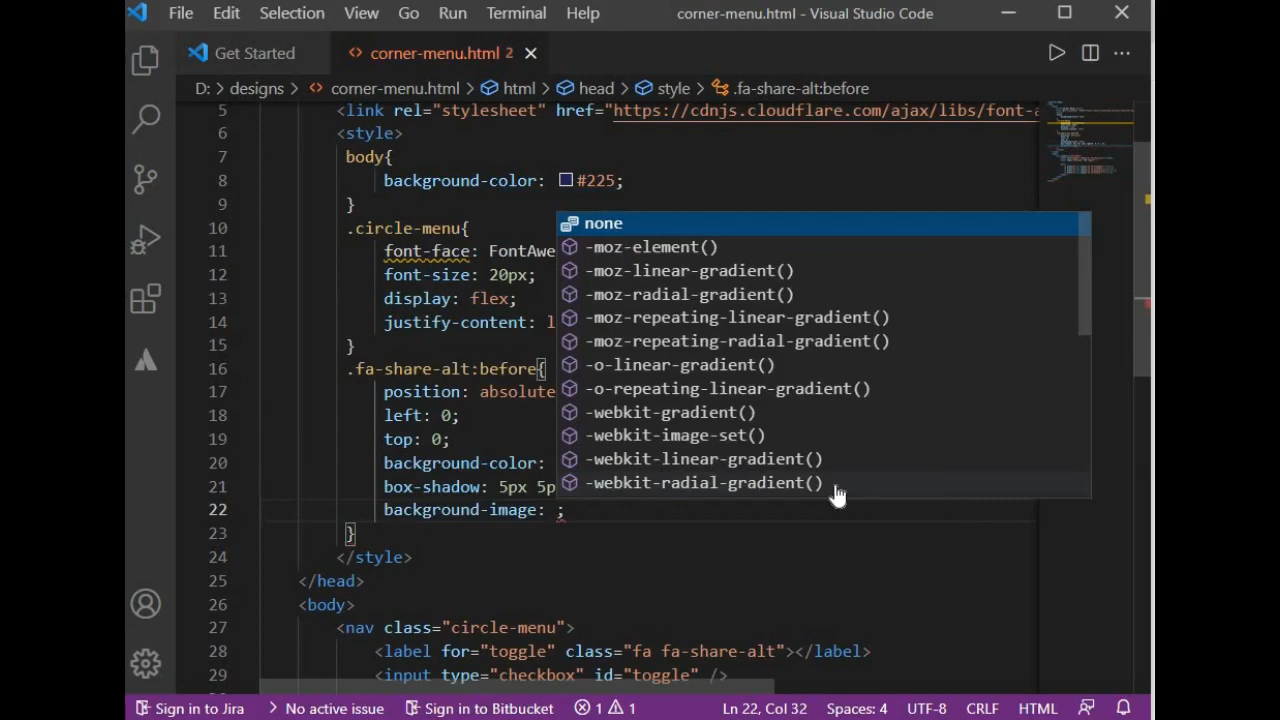 File Edit Selection View Go Run Terminal Help corner-menu.html - Visual Studio Code
Get Started corner-menu.html 2
D: > designs > corner-menu.html > html > head > style > .fa-share-alt:before
5 <link rel="stylesheet" href="https://cdnjs.cloudflare.com/ajax/libs/font-
6 <style>
7 body{
8 background-color: #225;
9 }
10 .circle-menu{
11 font-face: FontAwe
12 font-size: 20px;
13 display: flex;
14 justify-content: l
15 }
16 .fa-share-alt:before{
17 position: absolute
18 left: 0;
19 top: 0;
20 background-color:
21 box-shadow: 5px 5p
22 background-image: ;
23 }
24 </style>
25 </head>
26 <body>
27 <nav class="circle-menu">
28 <label for="toggle" class="fa fa-share-alt"></label>
29 <input type="checkbox" id="toggle" />
none
-moz-element()
-moz-linear-gradient()
-moz-radial-gradient()
-moz-repeating-linear-gradient()
-moz-repeating-radial-gradient()
-o-linear-gradient()
-o-repeating-linear-gradient()
-webkit-gradient()
-webkit-image-set()
-webkit-linear-gradient()
-webkit-radial-gradient()
Sign in to Jira No active issue Sign in to Bitbucket 1 1 Ln 22, Col 32 Spaces: 4 UTF-8 CRLF HTML